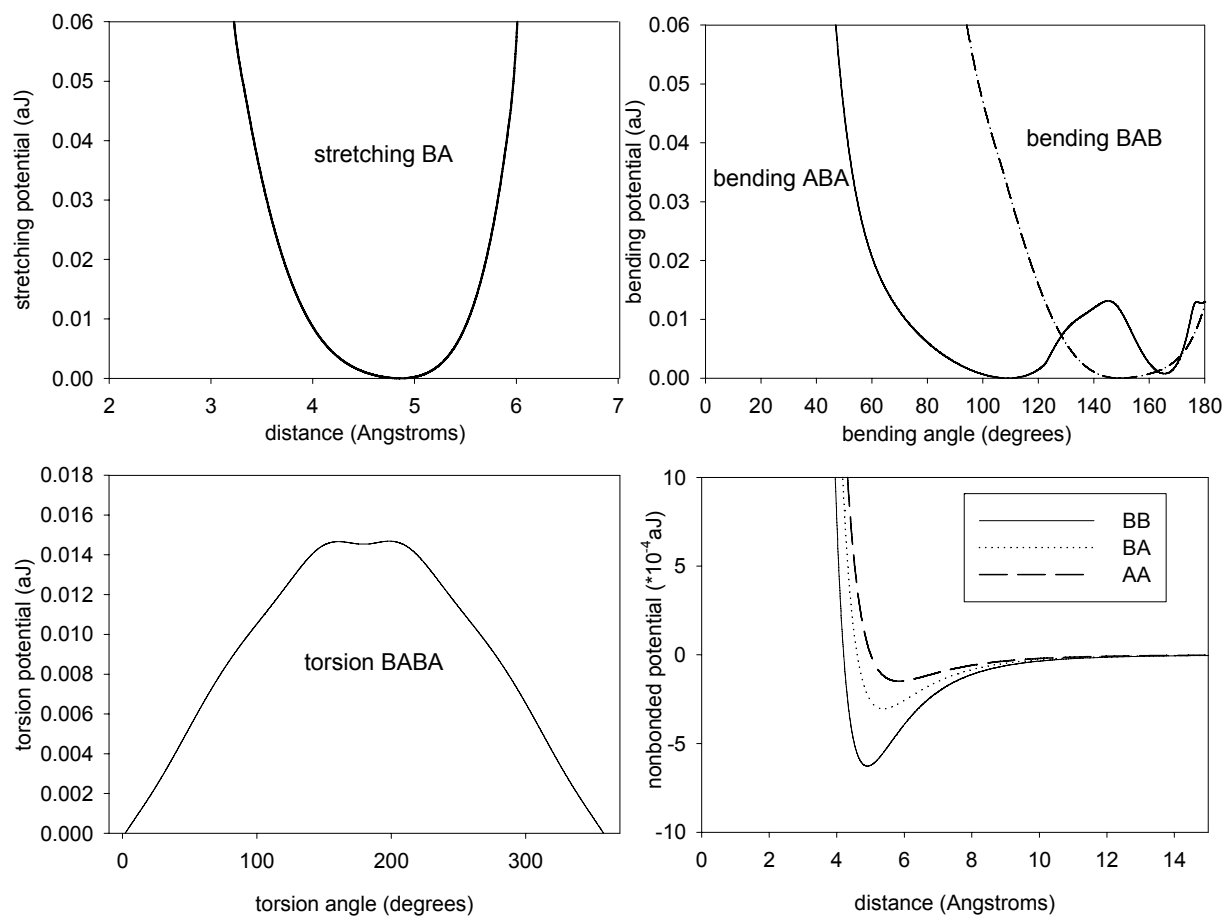 stretching potential (aJ)
0.06
0.05
0.04
0.03
0.02
0.01
0.00
stretching BA
2 3 4 5 6 7
distance (Angstroms)
bending potential (aJ)
0.06
0.05
0.04
0.03
0.02
0.01
0.00
bending BAB
bending ABA
0 20 40 60 80 100 120 140 160 180
bending angle (degrees)
torsion potential (aJ)
0.018
0.016
0.014
0.012
0.010
0.008
0.006
0.004
0.002
0.000
torsion BABA
0 100 200 300
torsion angle (degrees)
nonbonded potential (*10⁻⁴aJ)
10
5
0
-5
-10
BB
BA
AA
0 2 4 6 8 10 12 14
distance (Angstroms)